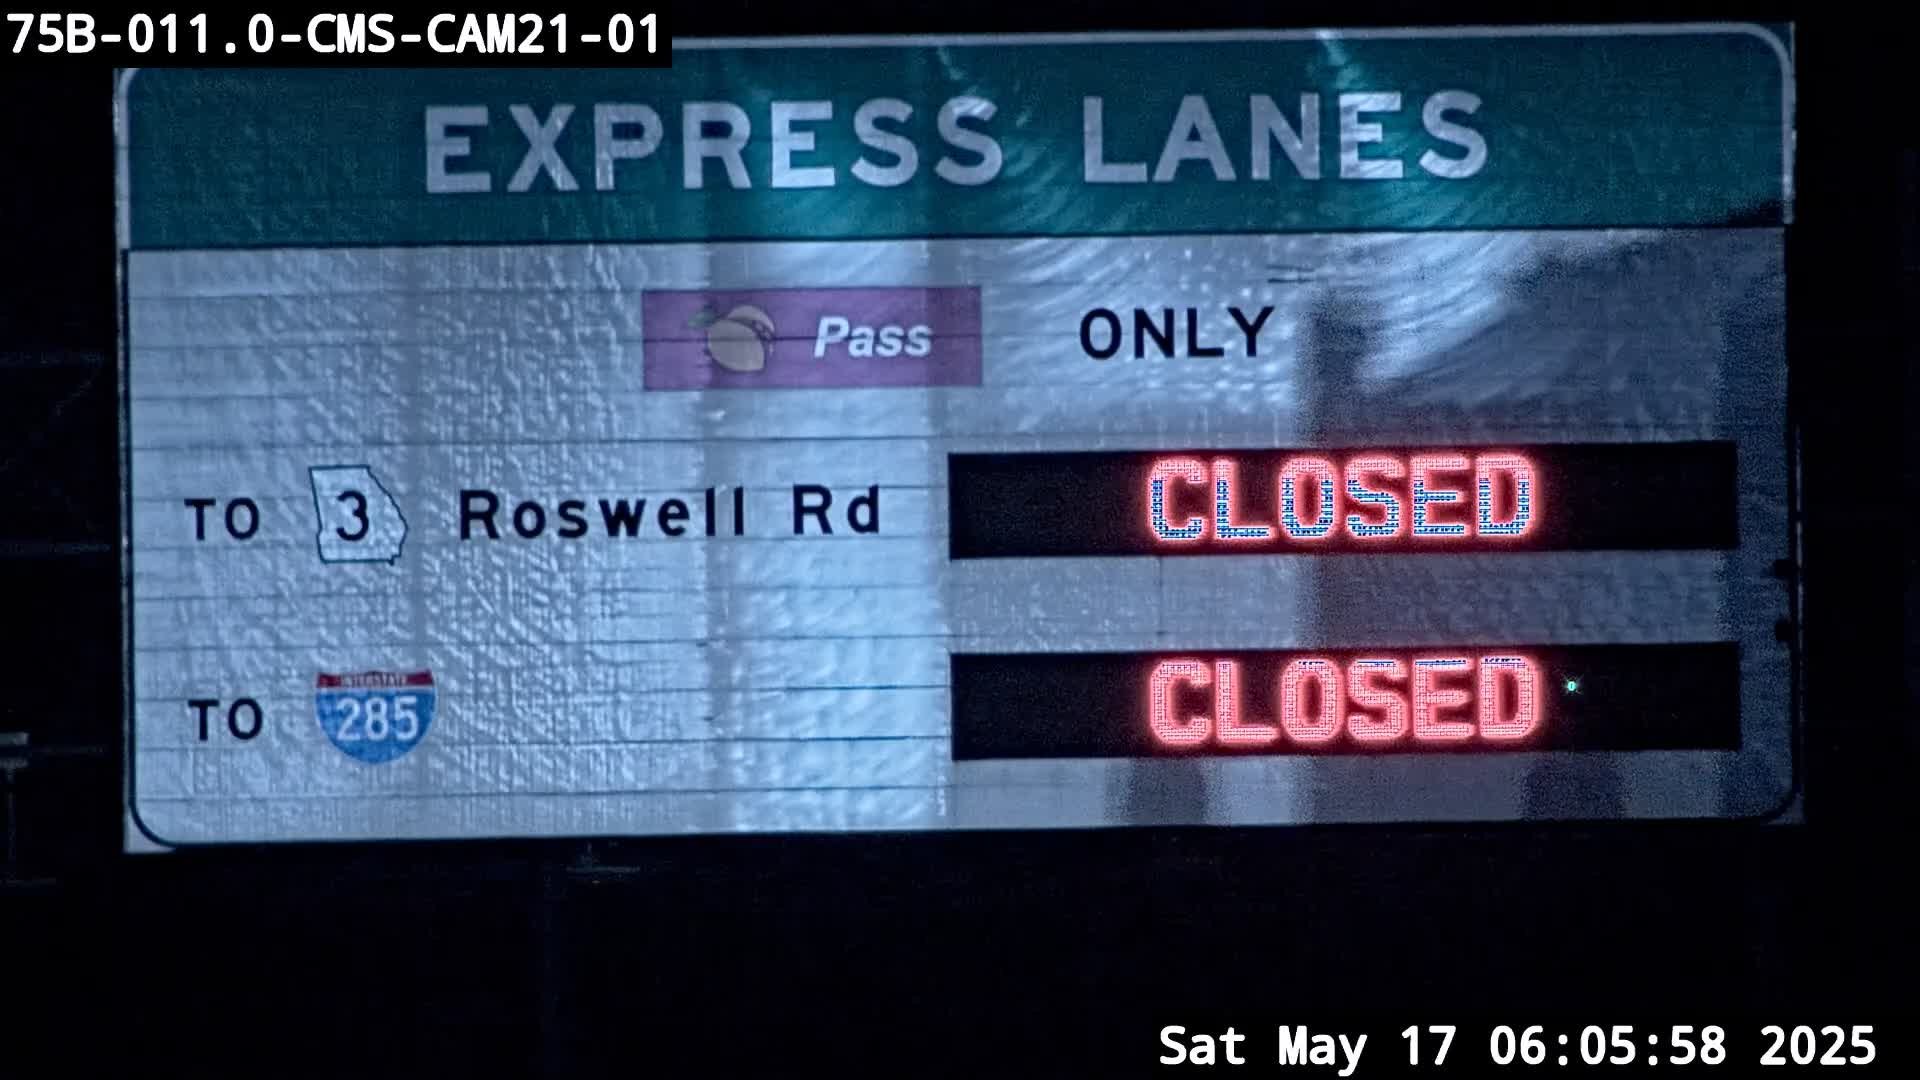 75B-011.0-CMS-CAM21-01
EXPRESS LANES
Pass ONLY
TO 3 Roswell Rd CLOSED
INTERSTATE
TO 285 CLOSED
Sat May 17 06:05:58 2025